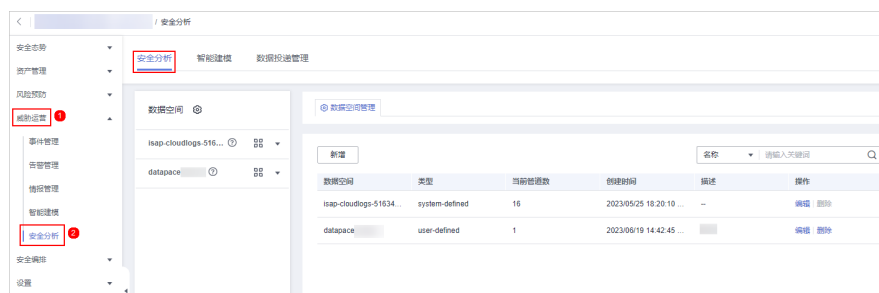 / 安全分析
安全态势
资产管理
风险预防
威胁运营 1
事件管理
告警管理
情报管理
智能建模
安全分析 2
安全编排
设置
安全分析 智能建模 数据投递管理
数据空间
isap-cloudlogs-516...
datapace
数据空间管理
新增 名称 请输入关键词
数据空间 类型 当前管道数 创建时间 描述 操作
isap-cloudlogs-51634... system-defined 16 2023/05/25 18:20:10 ... -- 编辑 删除
datapace user-defined 1 2023/06/19 14:42:45 ... 编辑 删除